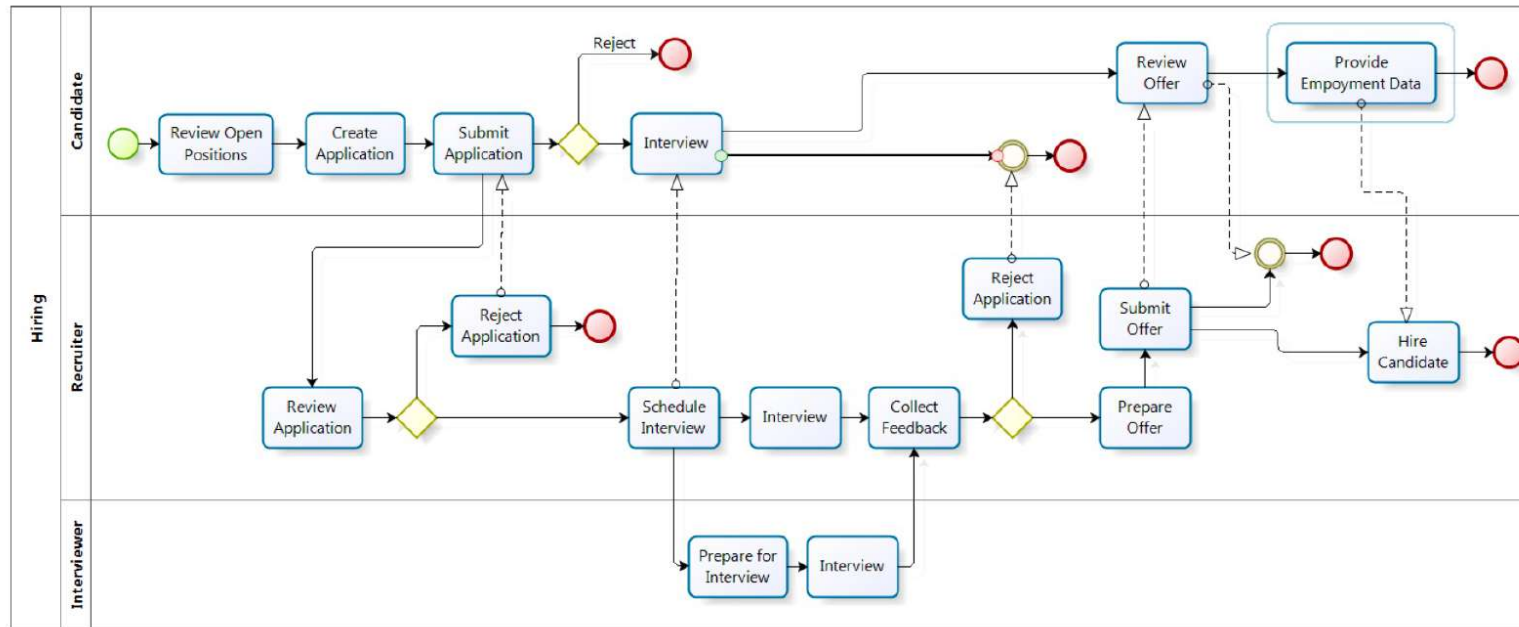 Hiring
Candidate
Reject
Review Open
Positions
Create
Application
Submit
Application
Interview
Review
Offer
Provide
Empoyment Data
Recruiter
Reject
Application
Review
Application
Schedule
Interview
Interview
Collect
Feedback
Reject
Application
Submit
Offer
Prepare
Offer
Hire
Candidate
Interviewer
Prepare for
Interview
Interview